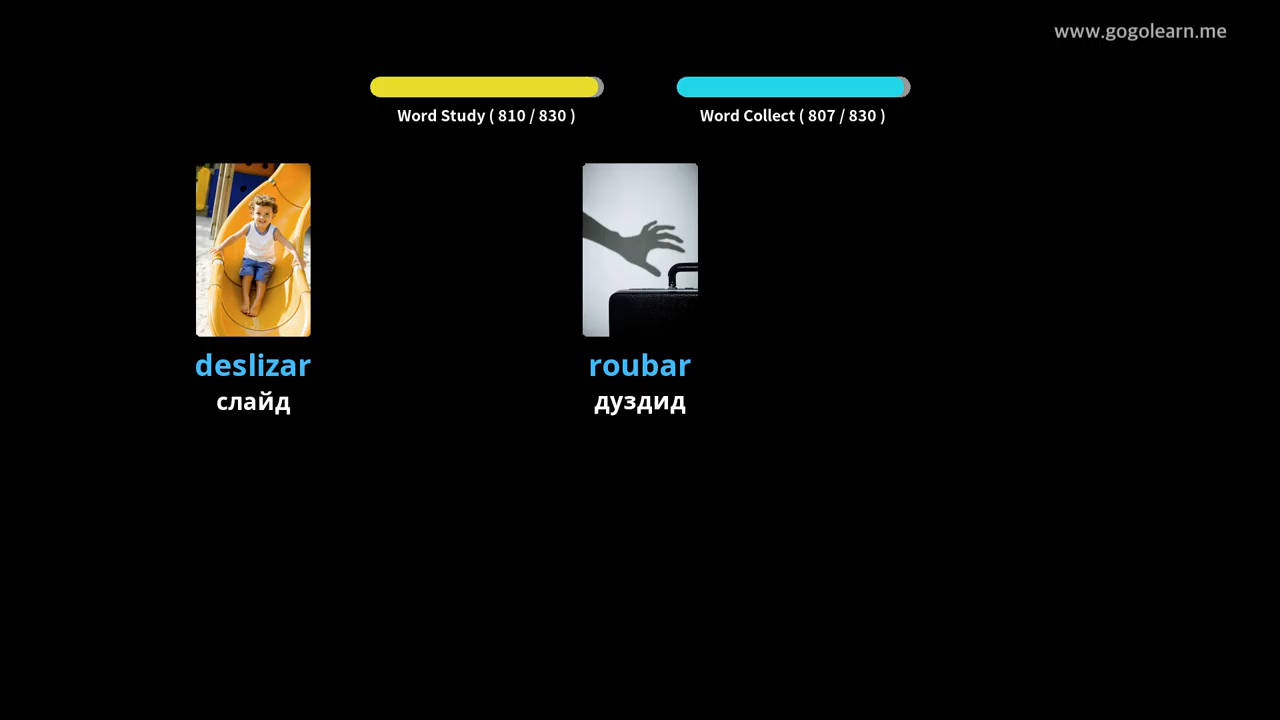 www.gogolearn.me
Word Study ( 810 / 830 )
Word Collect ( 807 / 830 )
deslizar
слайд
roubar
дуздид